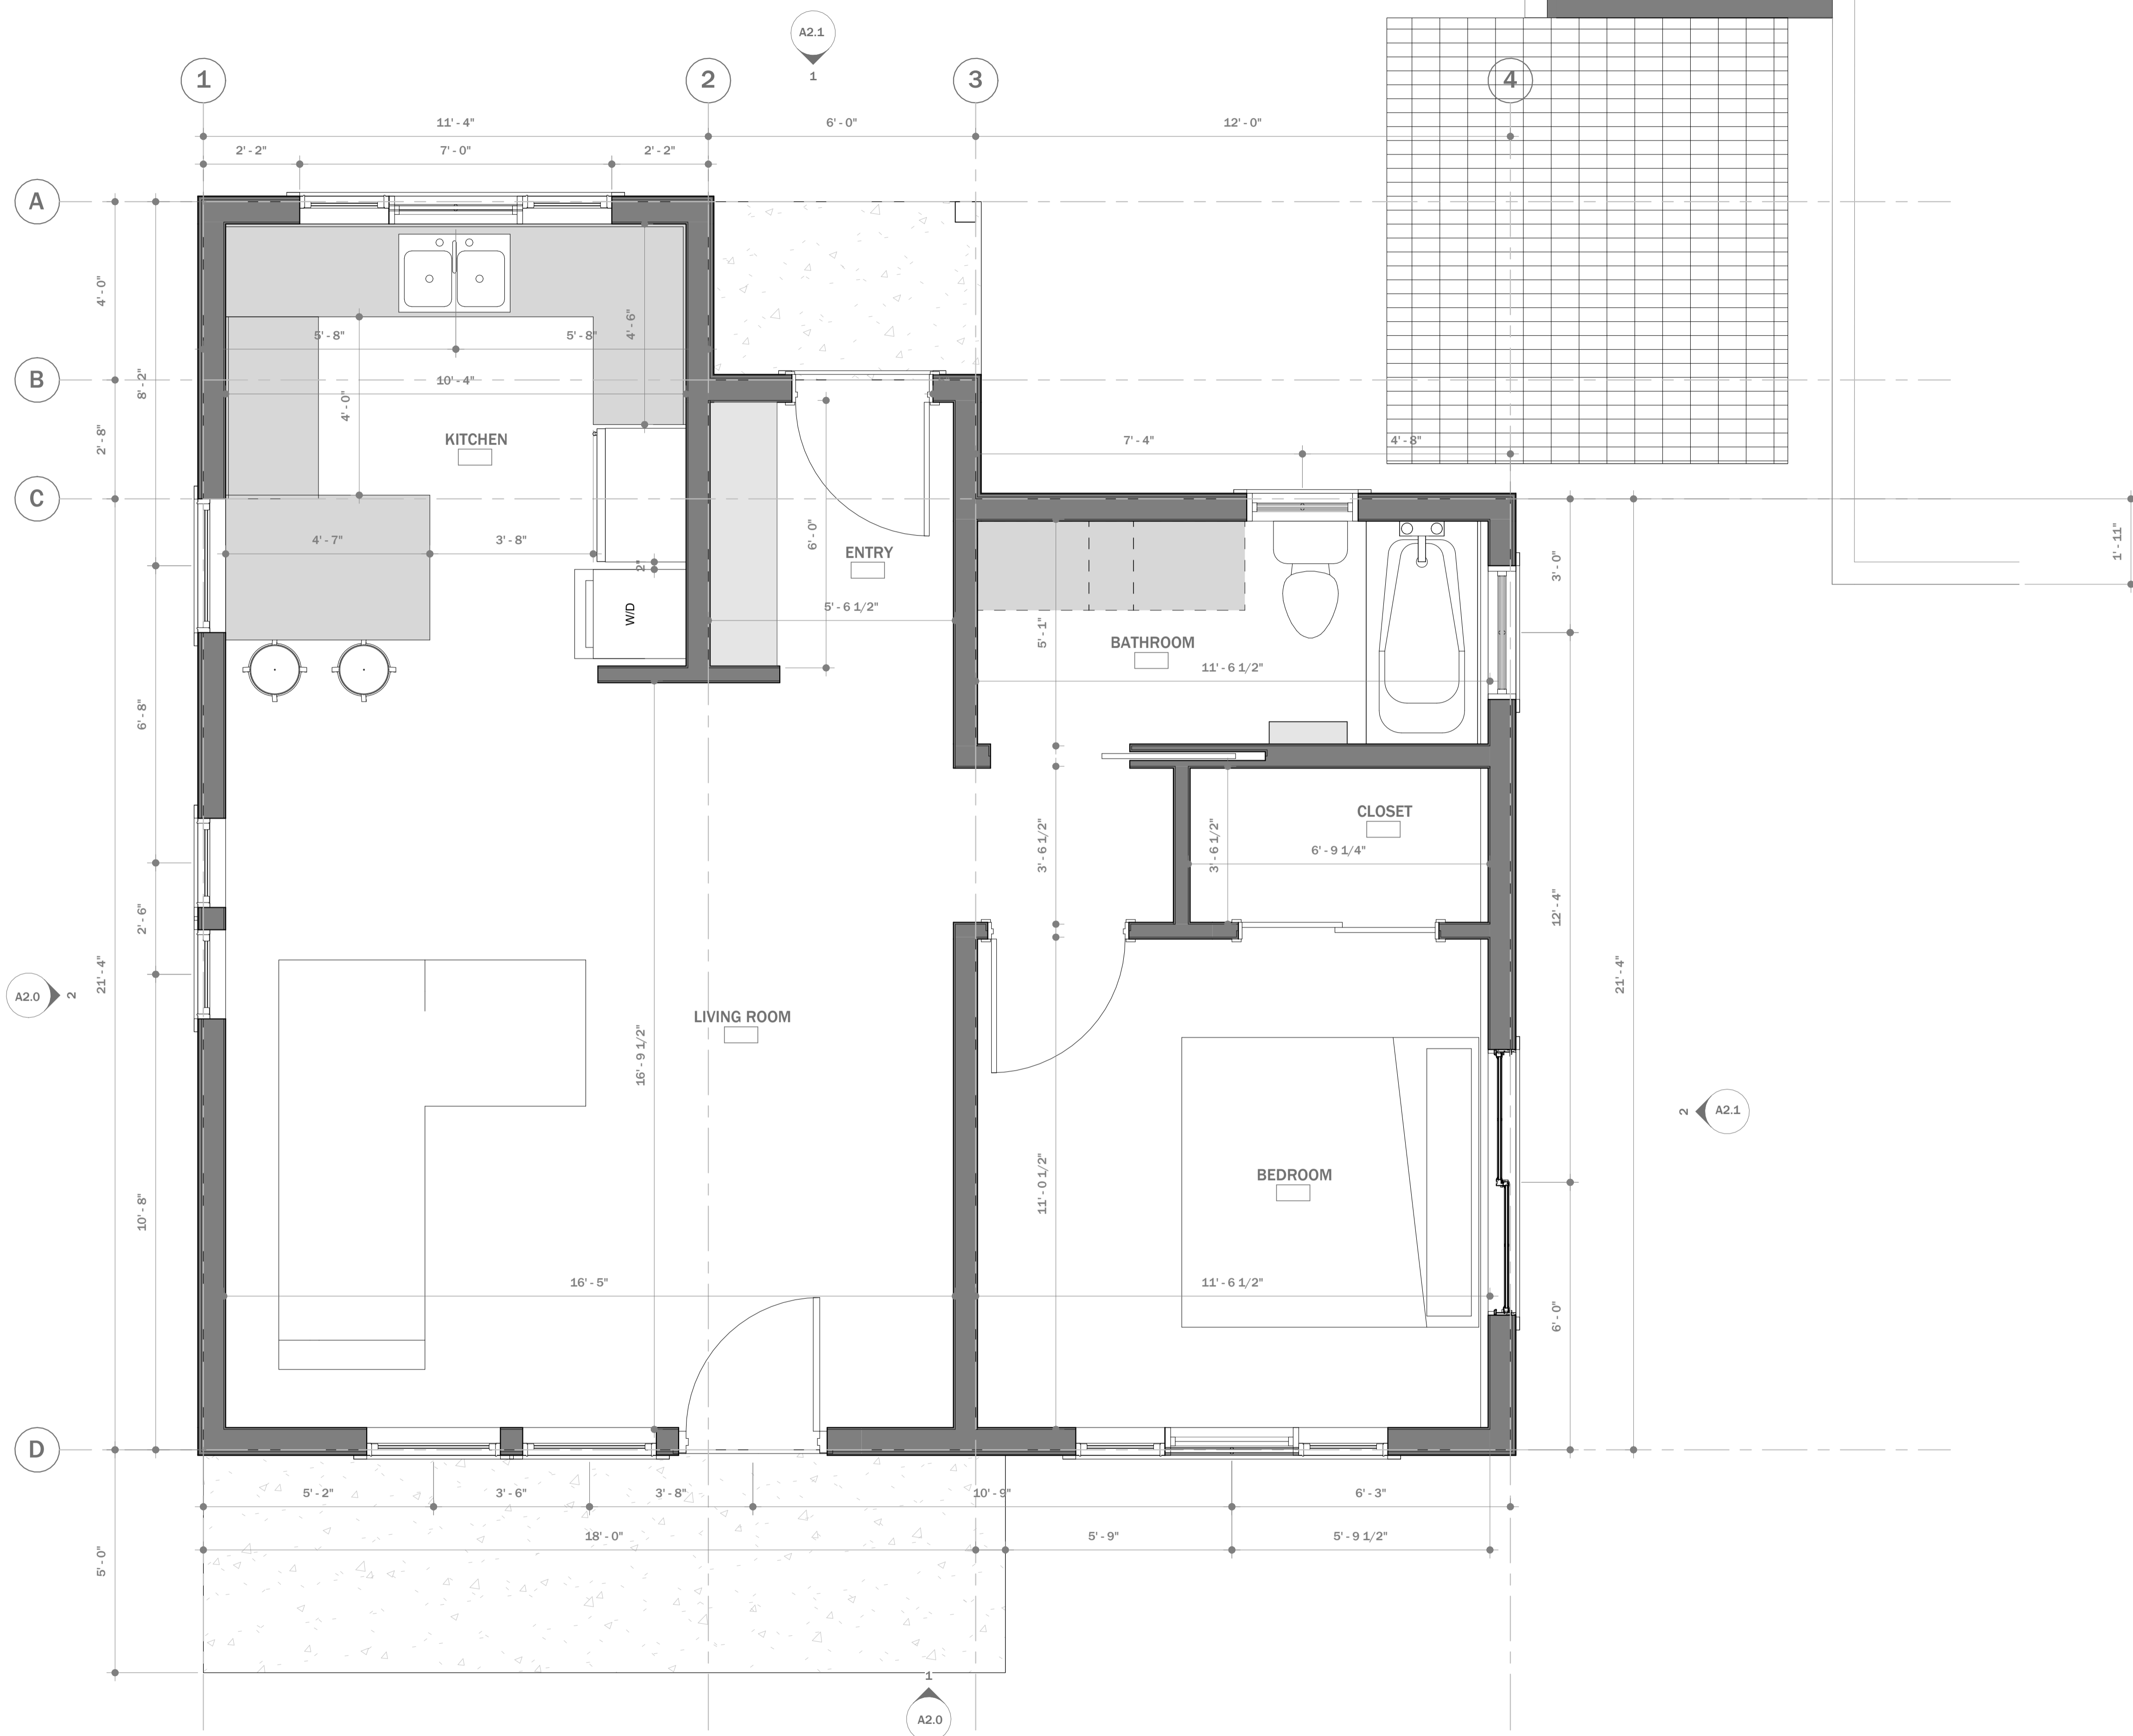 A2.1
1
1
2
3
4
11' - 4"
6' - 0"
12' - 0"
2' - 2"
7' - 0"
2' - 2"
A
4' - 0"
5' - 8"
5' - 8"
4' - 6"
B
8' - 2"
10' - 4"
4' - 0"
2' - 8"
KITCHEN
7' - 4"
4' - 8"
C
4' - 7"
3' - 8"
2"
W/D
6' - 0"
ENTRY
5' - 6 1/2"
5' - 1"
BATHROOM
11' - 6 1/2"
3' - 0"
1' - 11"
6' - 8"
3' - 6 1/2"
3' - 6 1/2"
CLOSET
6' - 9 1/4"
2' - 6"
12' - 4"
21' - 4"
21' - 4"
A2.0
2
LIVING ROOM
16' - 9 1/2"
2
A2.1
10' - 8"
11' - 0 1/2"
BEDROOM
16' - 5"
11' - 6 1/2"
6' - 0"
D
5' - 2"
3' - 6"
3' - 8"
10' - 9"
6' - 3"
18' - 0"
5' - 9"
5' - 9 1/2"
5' - 0"
1
A2.0